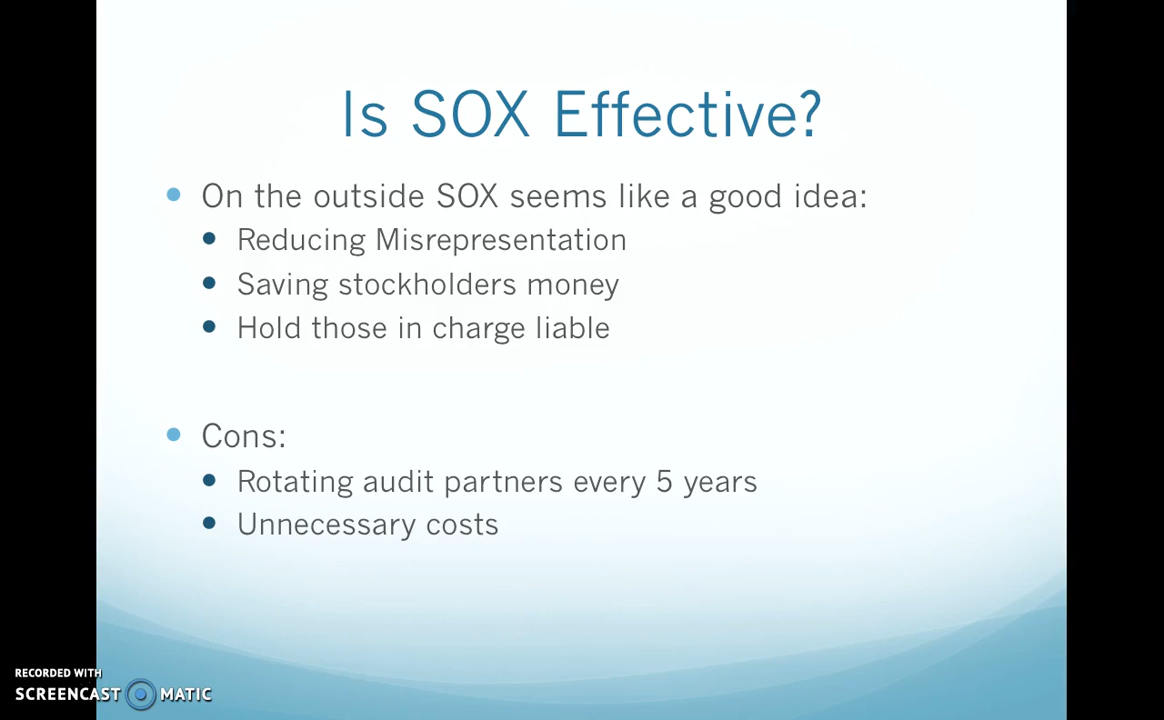 Is SOX Effective?
On the outside SOX seems like a good idea:
Reducing Misrepresentation
Saving stockholders money
Hold those in charge liable
Cons:
Rotating audit partners every 5 years
Unnecessary costs
RECORDED WITH
SCREENCAST MATIC